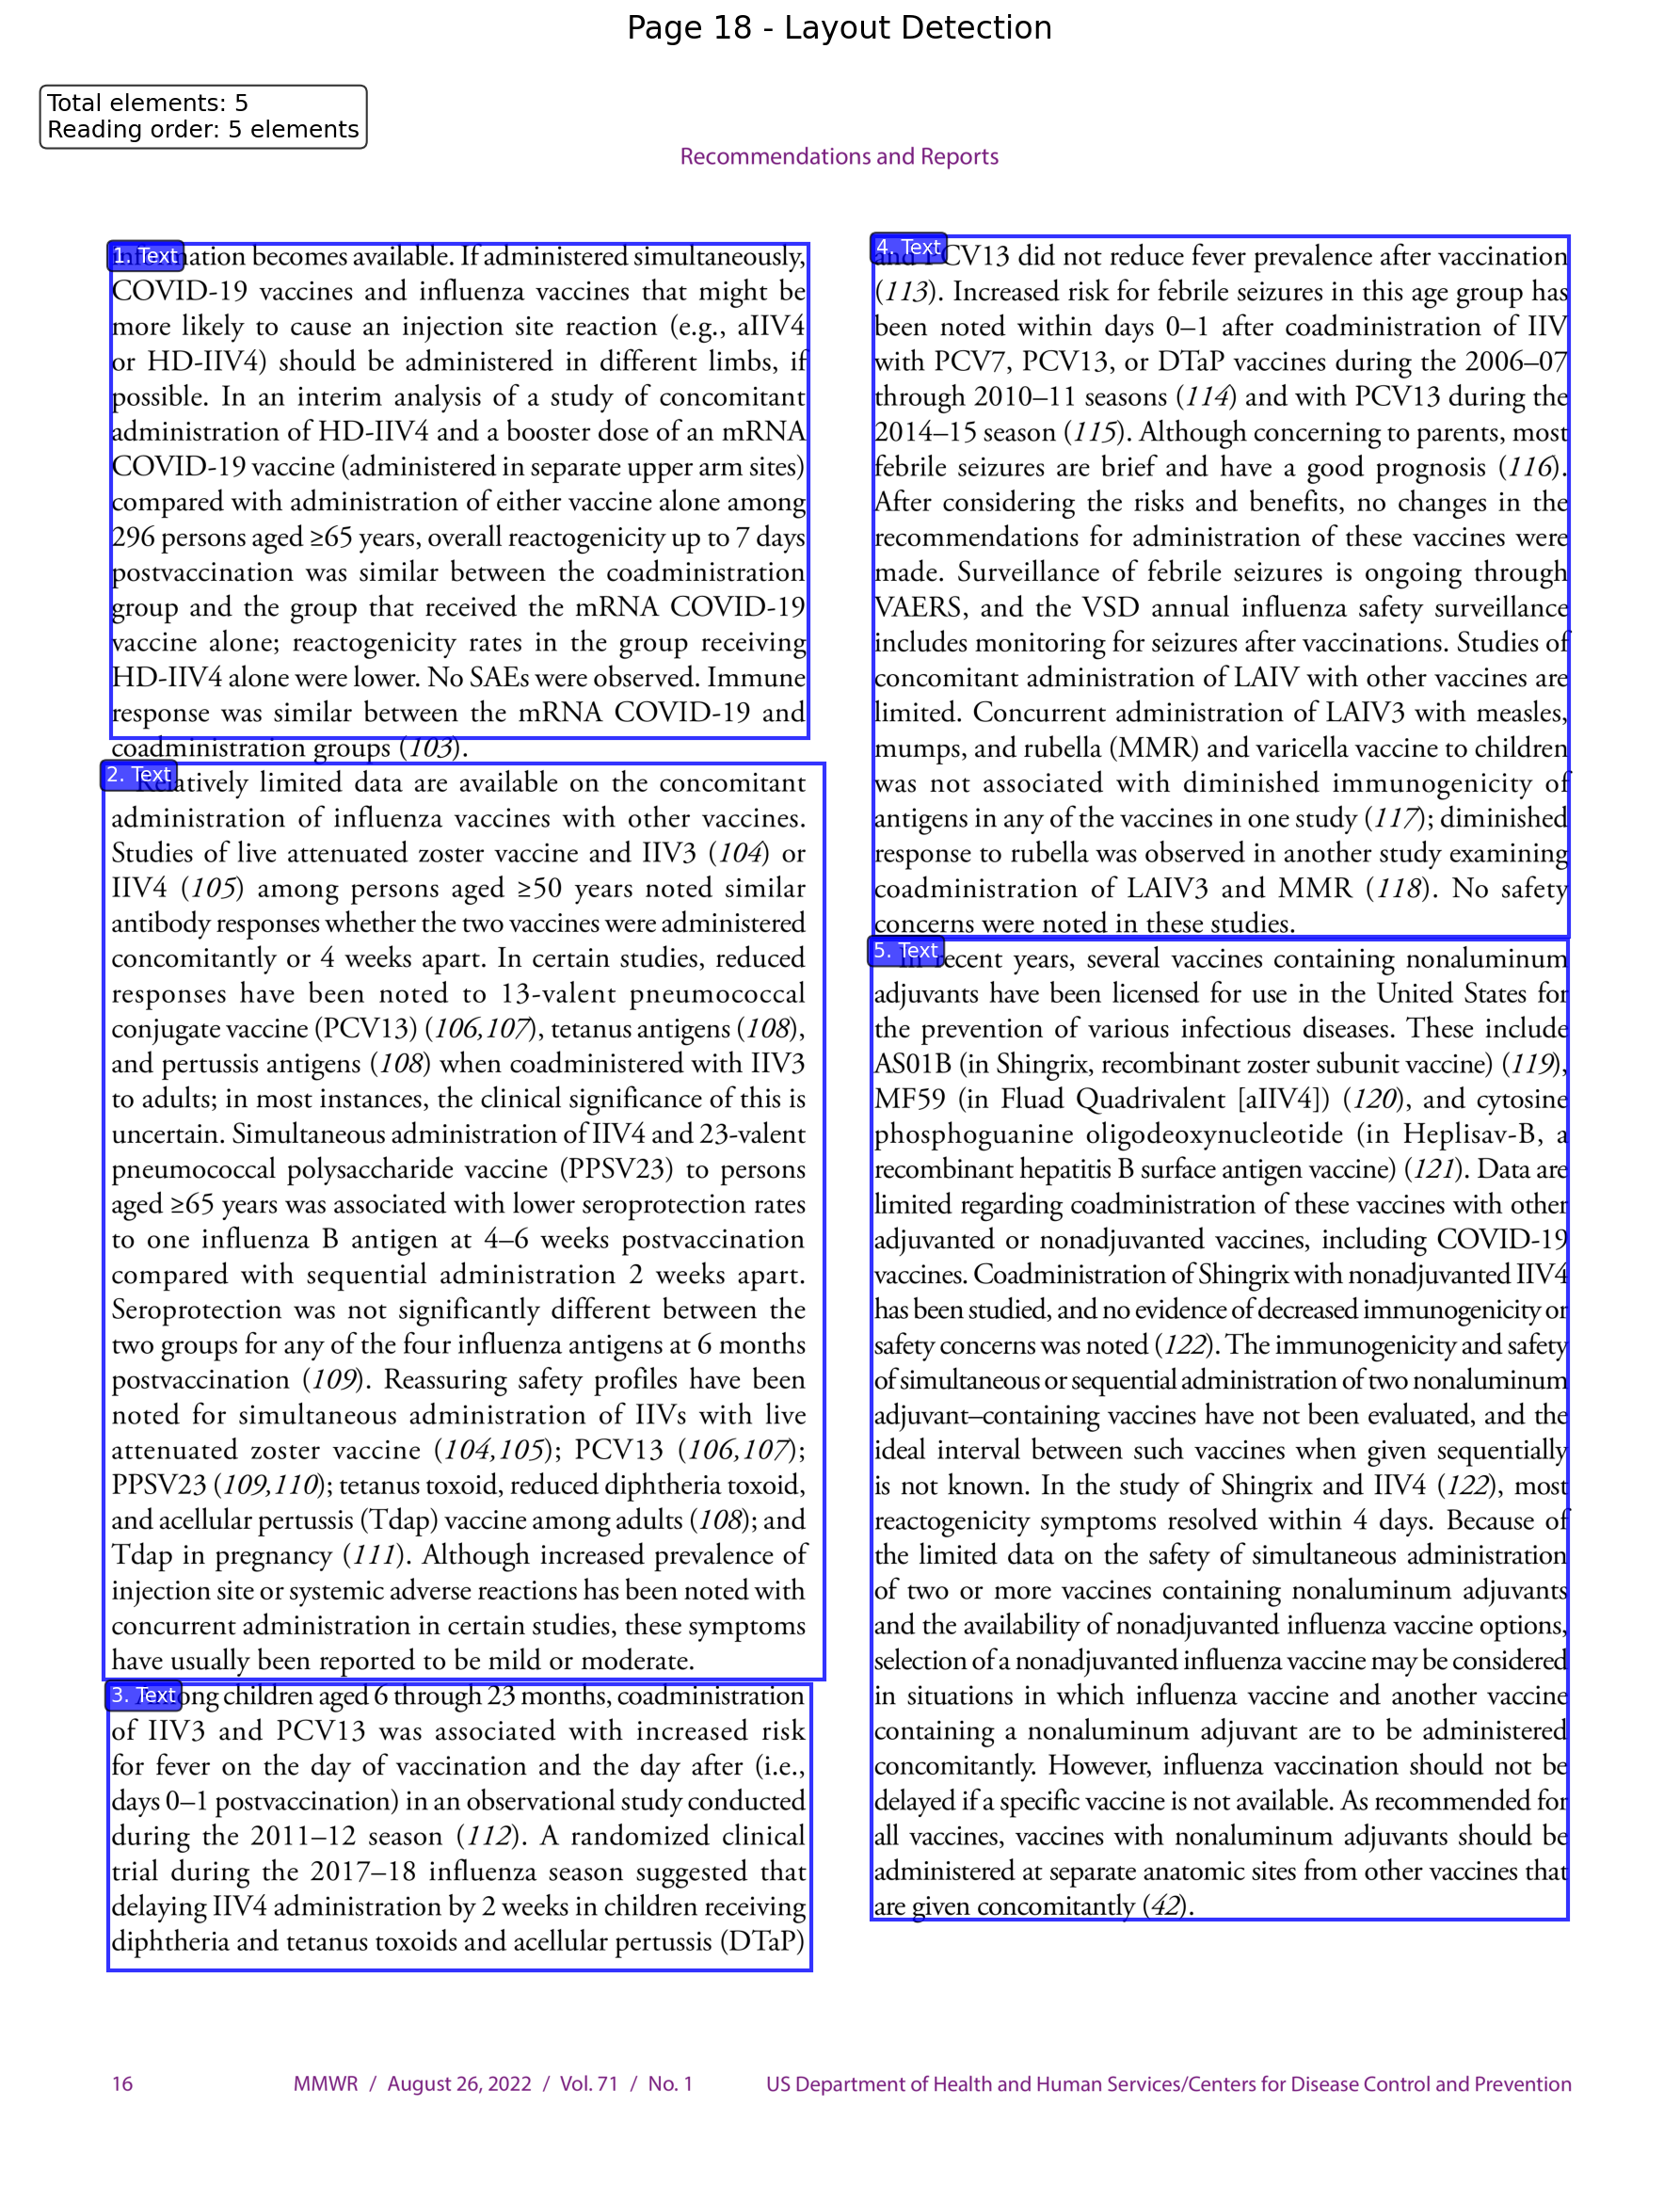 Page 18 - Layout Detection
Total elements: 5
Reading order: 5 elements
Recommendations and Reports
1. Text
information becomes available. If administered simultaneously,
COVID-19 vaccines and influenza vaccines that might be
more likely to cause an injection site reaction (e.g., aIIV4
or HD-IIV4) should be administered in different limbs, if
possible. In an interim analysis of a study of concomitant
administration of HD-IIV4 and a booster dose of an mRNA
COVID-19 vaccine (administered in separate upper arm sites)
compared with administration of either vaccine alone among
296 persons aged ≥65 years, overall reactogenicity up to 7 days
postvaccination was similar between the coadministration
group and the group that received the mRNA COVID-19
vaccine alone; reactogenicity rates in the group receiving
HD-IIV4 alone were lower. No SAEs were observed. Immune
response was similar between the mRNA COVID-19 and
coadministration groups (103).
2. Text
Relatively limited data are available on the concomitant
administration of influenza vaccines with other vaccines.
Studies of live attenuated zoster vaccine and IIV3 (104) or
IIV4 (105) among persons aged ≥50 years noted similar
antibody responses whether the two vaccines were administered
concomitantly or 4 weeks apart. In certain studies, reduced
responses have been noted to 13-valent pneumococcal
conjugate vaccine (PCV13) (106,107), tetanus antigens (108),
and pertussis antigens (108) when coadministered with IIV3
to adults; in most instances, the clinical significance of this is
uncertain. Simultaneous administration of IIV4 and 23-valent
pneumococcal polysaccharide vaccine (PPSV23) to persons
aged ≥65 years was associated with lower seroprotection rates
to one influenza B antigen at 4–6 weeks postvaccination
compared with sequential administration 2 weeks apart.
Seroprotection was not significantly different between the
two groups for any of the four influenza antigens at 6 months
postvaccination (109). Reassuring safety profiles have been
noted for simultaneous administration of IIVs with live
attenuated zoster vaccine (104,105); PCV13 (106,107);
PPSV23 (109,110); tetanus toxoid, reduced diphtheria toxoid,
and acellular pertussis (Tdap) vaccine among adults (108); and
Tdap in pregnancy (111). Although increased prevalence of
injection site or systemic adverse reactions has been noted with
concurrent administration in certain studies, these symptoms
have usually been reported to be mild or moderate.
3. Text
Among children aged 6 through 23 months, coadministration
of IIV3 and PCV13 was associated with increased risk
for fever on the day of vaccination and the day after (i.e.,
days 0–1 postvaccination) in an observational study conducted
during the 2011–12 season (112). A randomized clinical
trial during the 2017–18 influenza season suggested that
delaying IIV4 administration by 2 weeks in children receiving
diphtheria and tetanus toxoids and acellular pertussis (DTaP)
4. Text
and PCV13 did not reduce fever prevalence after vaccination
(113). Increased risk for febrile seizures in this age group has
been noted within days 0–1 after coadministration of IIV
with PCV7, PCV13, or DTaP vaccines during the 2006–07
through 2010–11 seasons (114) and with PCV13 during the
2014–15 season (115). Although concerning to parents, most
febrile seizures are brief and have a good prognosis (116).
After considering the risks and benefits, no changes in the
recommendations for administration of these vaccines were
made. Surveillance of febrile seizures is ongoing through
VAERS, and the VSD annual influenza safety surveillance
includes monitoring for seizures after vaccinations. Studies of
concomitant administration of LAIV with other vaccines are
limited. Concurrent administration of LAIV3 with measles,
mumps, and rubella (MMR) and varicella vaccine to children
was not associated with diminished immunogenicity of
antigens in any of the vaccines in one study (117); diminished
response to rubella was observed in another study examining
coadministration of LAIV3 and MMR (118). No safety
concerns were noted in these studies.
5. Text
In recent years, several vaccines containing nonaluminum
adjuvants have been licensed for use in the United States for
the prevention of various infectious diseases. These include
AS01B (in Shingrix, recombinant zoster subunit vaccine) (119),
MF59 (in Fluad Quadrivalent [aIIV4]) (120), and cytosine
phosphoguanine oligodeoxynucleotide (in Heplisav-B, a
recombinant hepatitis B surface antigen vaccine) (121). Data are
limited regarding coadministration of these vaccines with other
adjuvanted or nonadjuvanted vaccines, including COVID-19
vaccines. Coadministration of Shingrix with nonadjuvanted IIV4
has been studied, and no evidence of decreased immunogenicity or
safety concerns was noted (122). The immunogenicity and safety
of simultaneous or sequential administration of two nonaluminum
adjuvant–containing vaccines have not been evaluated, and the
ideal interval between such vaccines when given sequentially
is not known. In the study of Shingrix and IIV4 (122), most
reactogenicity symptoms resolved within 4 days. Because of
the limited data on the safety of simultaneous administration
of two or more vaccines containing nonaluminum adjuvants
and the availability of nonadjuvanted influenza vaccine options,
selection of a nonadjuvanted influenza vaccine may be considered
in situations in which influenza vaccine and another vaccine
containing a nonaluminum adjuvant are to be administered
concomitantly. However, influenza vaccination should not be
delayed if a specific vaccine is not available. As recommended for
all vaccines, vaccines with nonaluminum adjuvants should be
administered at separate anatomic sites from other vaccines that
are given concomitantly (42).
16 MMWR / August 26, 2022 / Vol. 71 / No. 1 US Department of Health and Human Services/Centers for Disease Control and Prevention